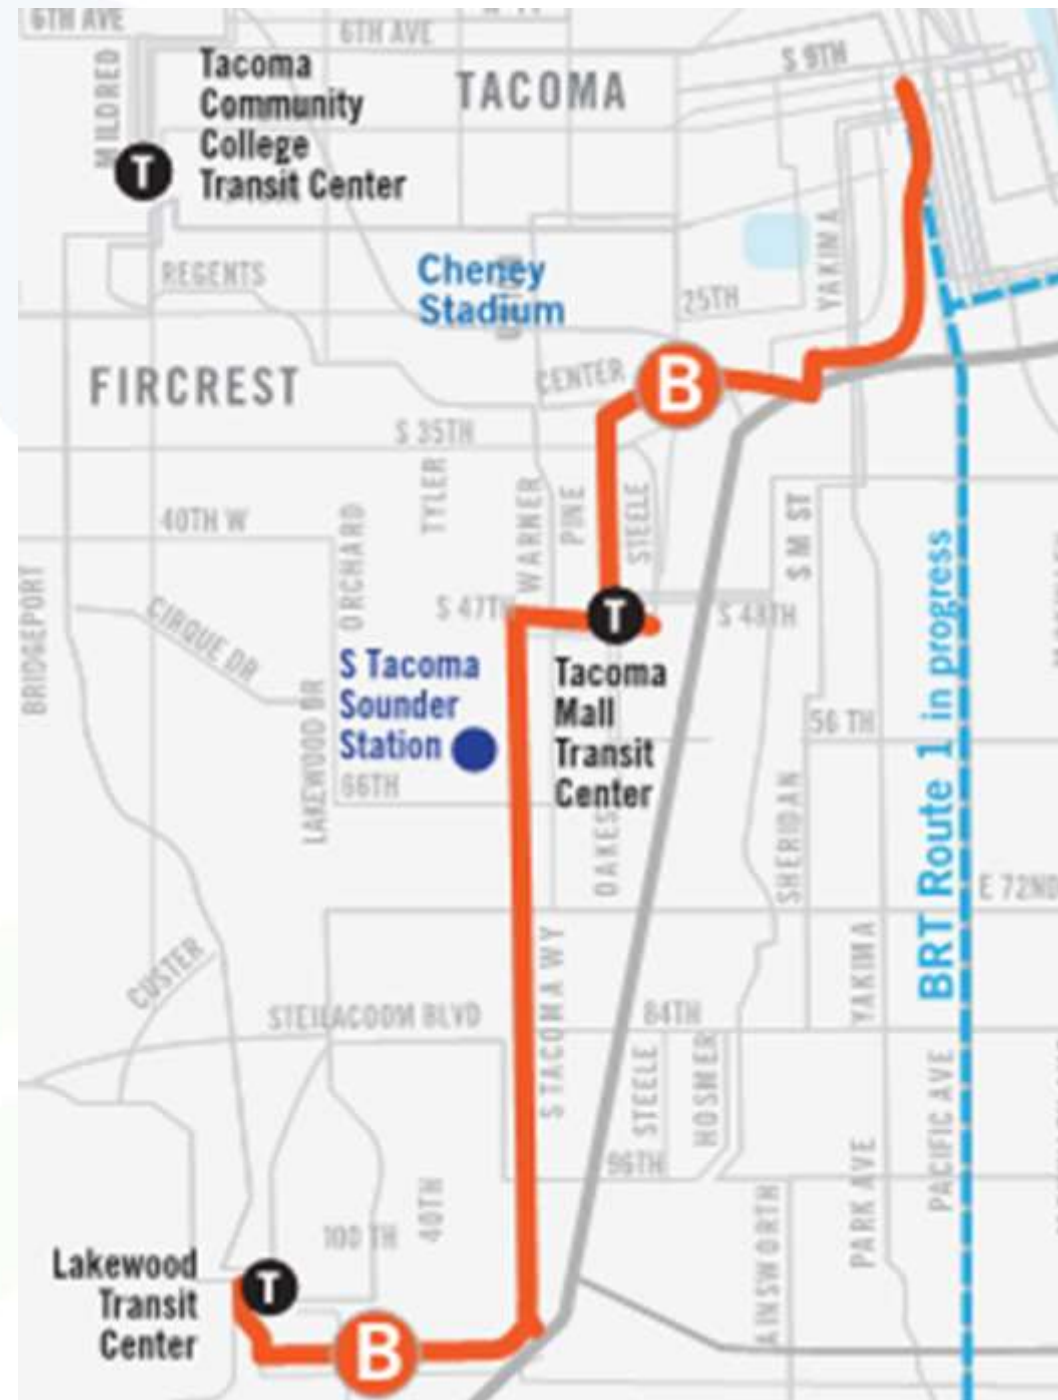 6TH AVE
6TH AVE
MILDRED
Tacoma
Community
College
Transit Center
T
TACOMA
S 9TH
YAKIMA
REGENTS
Cheney
Stadium
25TH
FIRCREST
CENTER
B
S 35TH
TYLER
WARNER
PINE
STEELE
S M ST
40TH W
ORCHARD
BRIDGEPORT
CIRQUE DR
S 47TH
T
S 48TH
S Tacoma
Sounder
Station
Tacoma
Mall
Transit
Center
LAKEWOOD DR
66TH
56 TH
OAKES
SHERIDAN
BRT Route 1 in progress
E 72ND
CUSTER
S TACOMA WY
YAKIMA
STEILACOOM BLVD
84TH
STEELE
HOSMER
PACIFIC AVE
96TH
PARK AVE
AINSWORTH
40TH
100 TH
Lakewood
Transit
Center
T
B